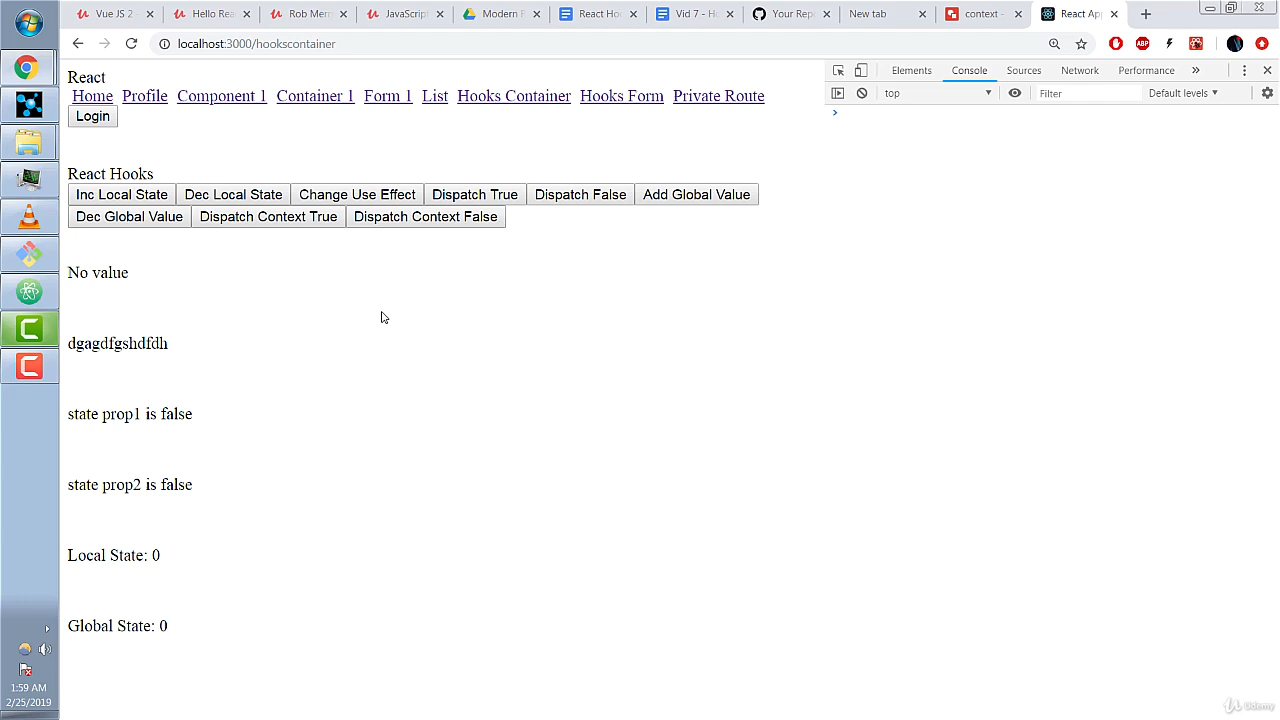 Vue JS 2 - Hello Rea Rob Merr JavaScript Modern F React Ho Vid 7 - H Your Rep New tab context React App
localhost:3000/hookscontainer
ABP
Elements Console Sources Network Performance »
top Filter Default levels
React
Home Profile Component 1 Container 1 Form 1 List Hooks Container Hooks Form Private Route
Login
React Hooks
Inc Local State Dec Local State Change Use Effect Dispatch True Dispatch False Add Global Value
Dec Global Value Dispatch Context True Dispatch Context False
No value
dgagdfgshdfdh
state prop1 is false
state prop2 is false
Local State: 0
Global State: 0
1:59 AM
2/25/2019
Udemy